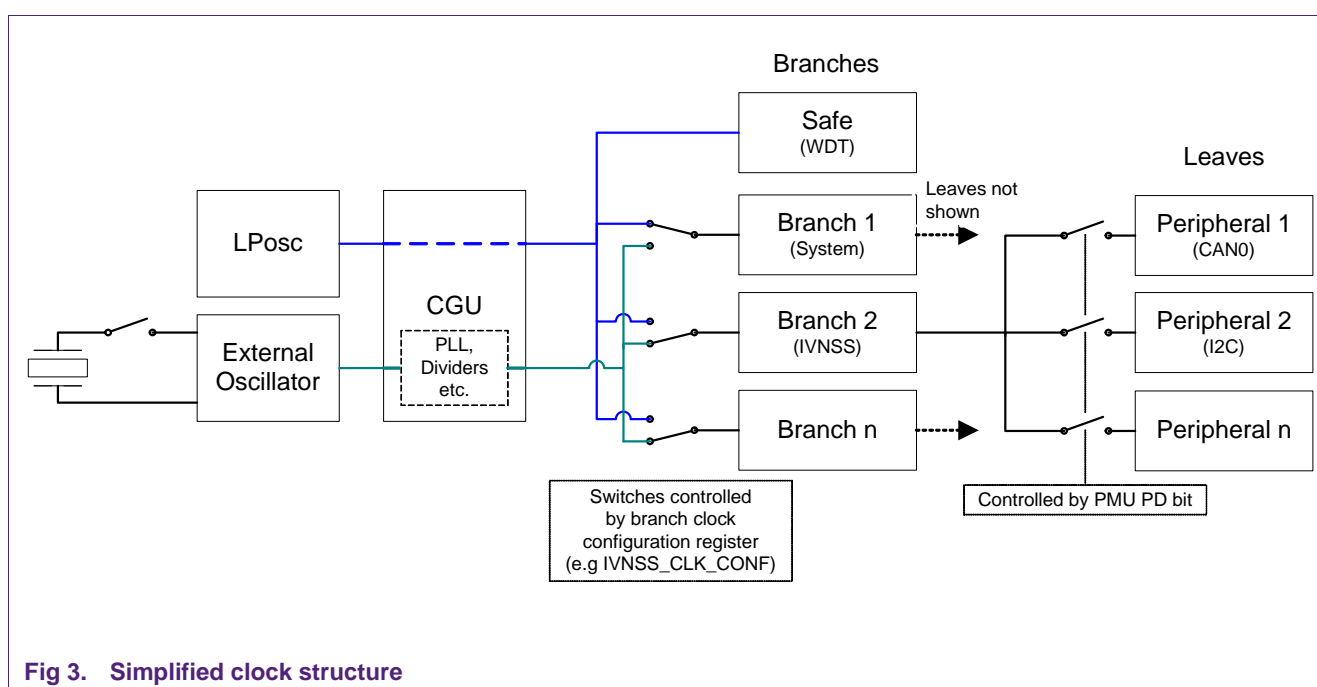 Branches
Safe
(WDT)
Leaves
Leaves not
shown
LPosc
Branch 1
(System)
Peripheral 1
(CAN0)
CGU
External
Oscillator
PLL,
Dividers
etc.
Branch 2
(IVNSS)
Peripheral 2
(I2C)
Branch n
Peripheral n
Switches controlled
by branch clock
configuration register
(e.g IVNSS_CLK_CONF)
Controlled by PMU PD bit
Fig 3. Simplified clock structure